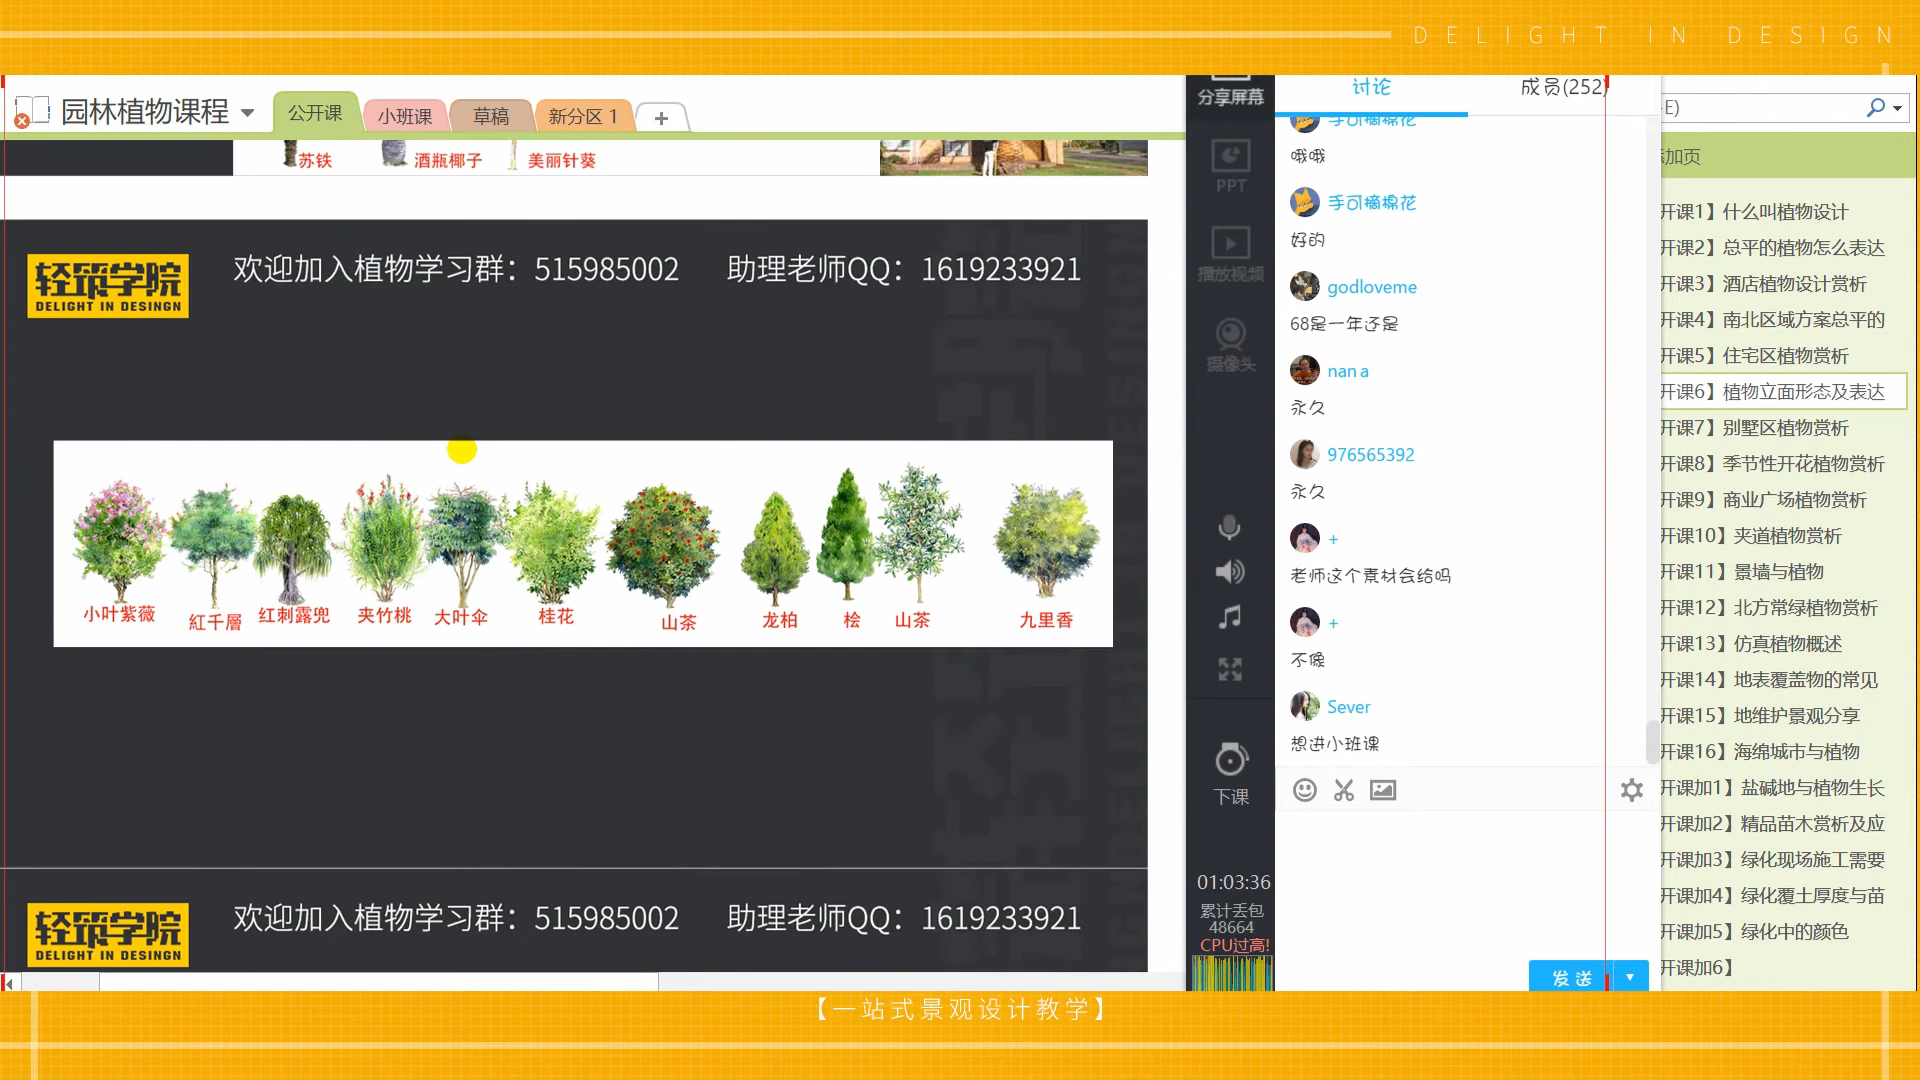 DELIGHT IN DESIGN
园林植物课程
公开课
小班课
草稿
新分区 1
苏铁
酒瓶椰子
美丽针葵
轻筑学院
DELIGHT IN DESINGN
欢迎加入植物学习群：515985002
助理老师QQ：1619233921
小叶紫薇
紅千層
红刺露兜
夹竹桃
大叶伞
桂花
山茶
龙柏
桧
山茶
九里香
轻筑学院
DELIGHT IN DESINGN
欢迎加入植物学习群：515985002
助理老师QQ：1619233921
分享屏幕
PPT
播放视频
摄像头
下课
01:03:36
累计丢包
48664
CPU过高!
讨论
成员(252)
手可摘棉花
哦哦
手可摘棉花
好的
godloveme
68是一年还是
nan a
永久
976565392
永久
+
老师这个素材会给吗
+
不像
Sever
想进小班课
发送
E)
加页
开课1】什么叫植物设计
开课2】总平的植物怎么表达
开课3】酒店植物设计赏析
开课4】南北区域方案总平的
开课5】住宅区植物赏析
开课6】植物立面形态及表达
开课7】别墅区植物赏析
开课8】季节性开花植物赏析
开课9】商业广场植物赏析
开课10】夹道植物赏析
开课11】景墙与植物
开课12】北方常绿植物赏析
开课13】仿真植物概述
开课14】地表覆盖物的常见
开课15】地维护景观分享
开课16】海绵城市与植物
开课加1】盐碱地与植物生长
开课加2】精品苗木赏析及应
开课加3】绿化现场施工需要
开课加4】绿化覆土厚度与苗
开课加5】绿化中的颜色
开课加6】
【一站式景观设计教学】